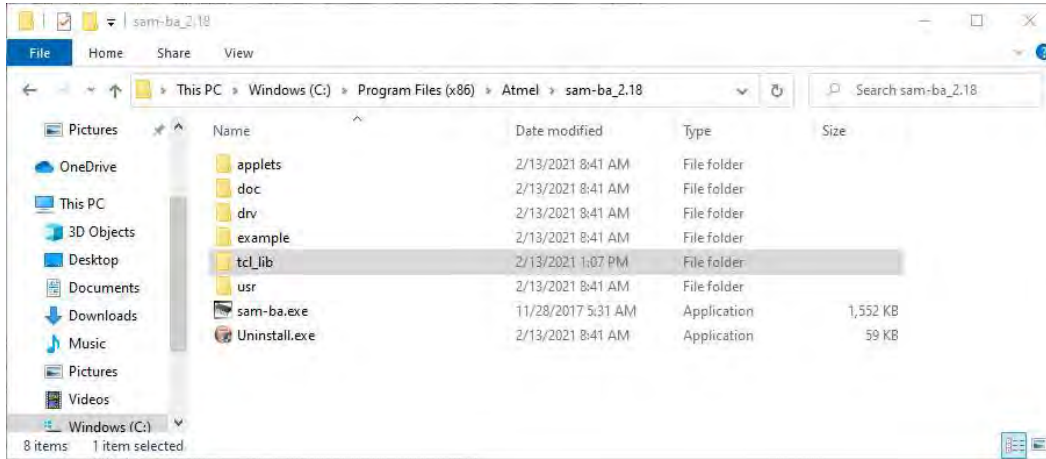 sam-ba_2.18
File Home Share View
This PC Windows (C:) Program Files (x86) Atmel sam-ba_2.18 Search sam-ba_2.18
Pictures
OneDrive
This PC
3D Objects
Desktop
Documents
Downloads
Music
Pictures
Videos
Windows (C:)
Name Date modified Type Size
applets 2/13/2021 8:41 AM File folder
doc 2/13/2021 8:41 AM File folder
drv 2/13/2021 8:41 AM File folder
example 2/13/2021 8:41 AM File folder
tcl_lib 2/13/2021 1:07 PM File folder
usr 2/13/2021 8:41 AM File folder
sam-ba.exe 11/28/2017 5:31 AM Application 1,552 KB
Uninstall.exe 2/13/2021 8:41 AM Application 59 KB
8 items 1 item selected